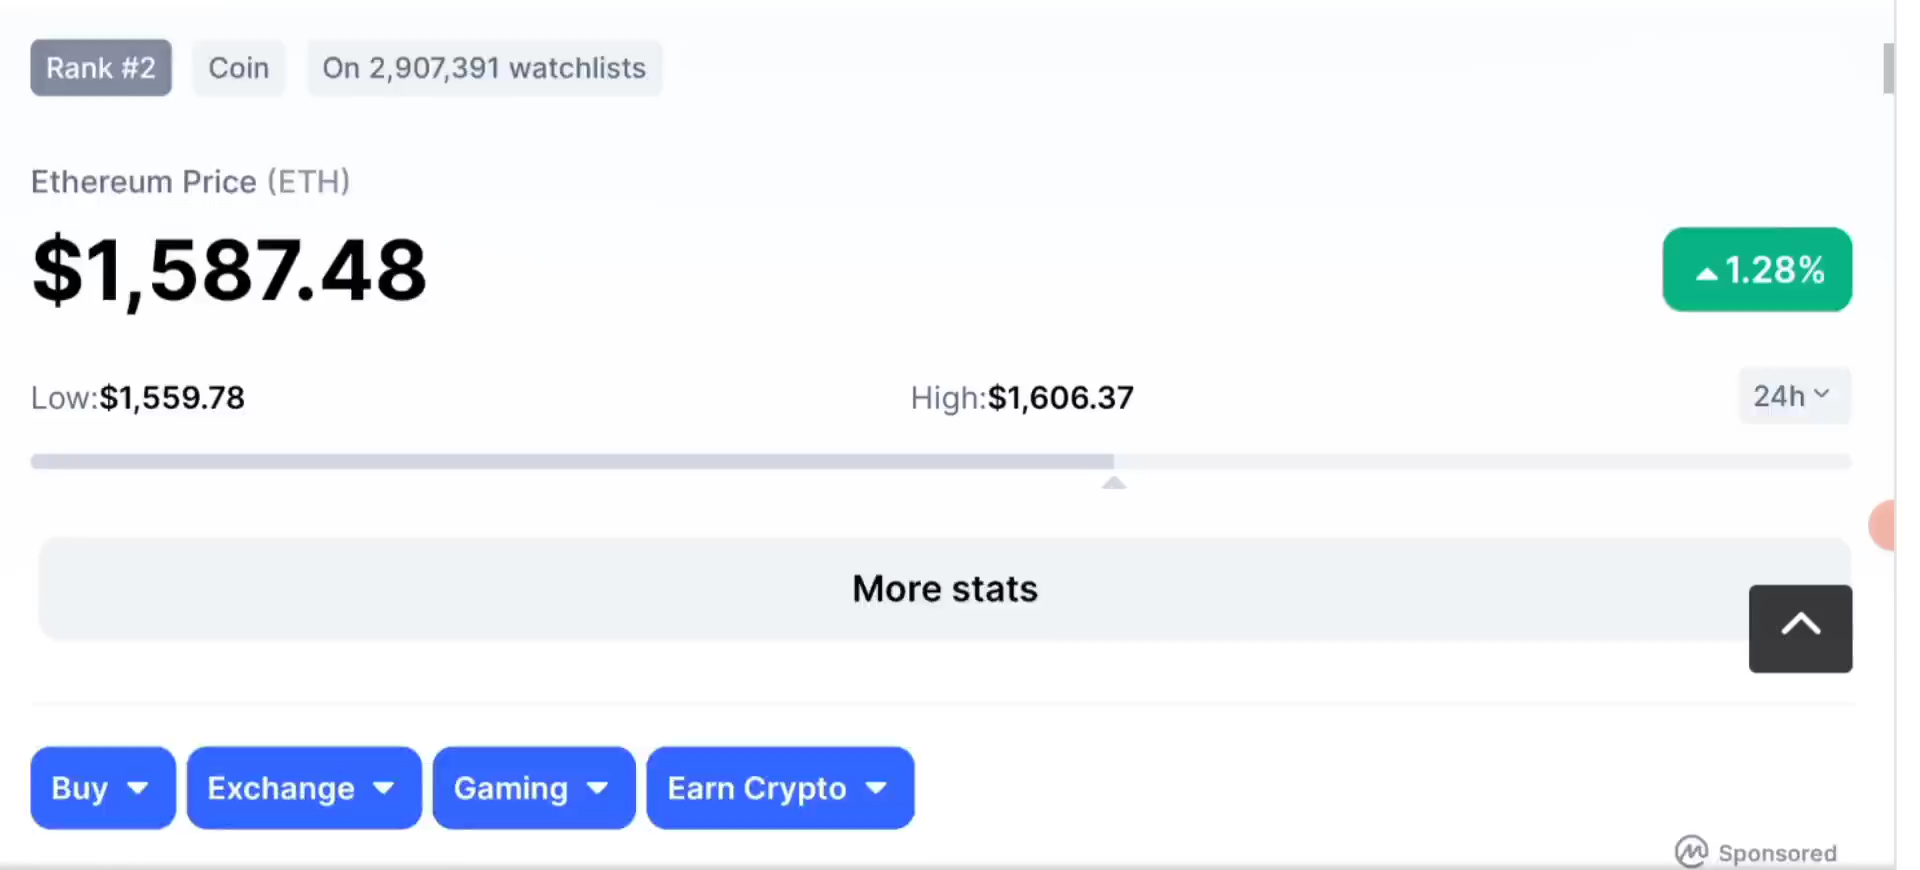 Rank #2 Coin On 2,907,391 watchlists
Ethereum Price (ETH)
$1,587.48 1.28%
Low:$1,559.78 High:$1,606.37 24h
More stats
Buy Exchange Gaming Earn Crypto
Sponsored